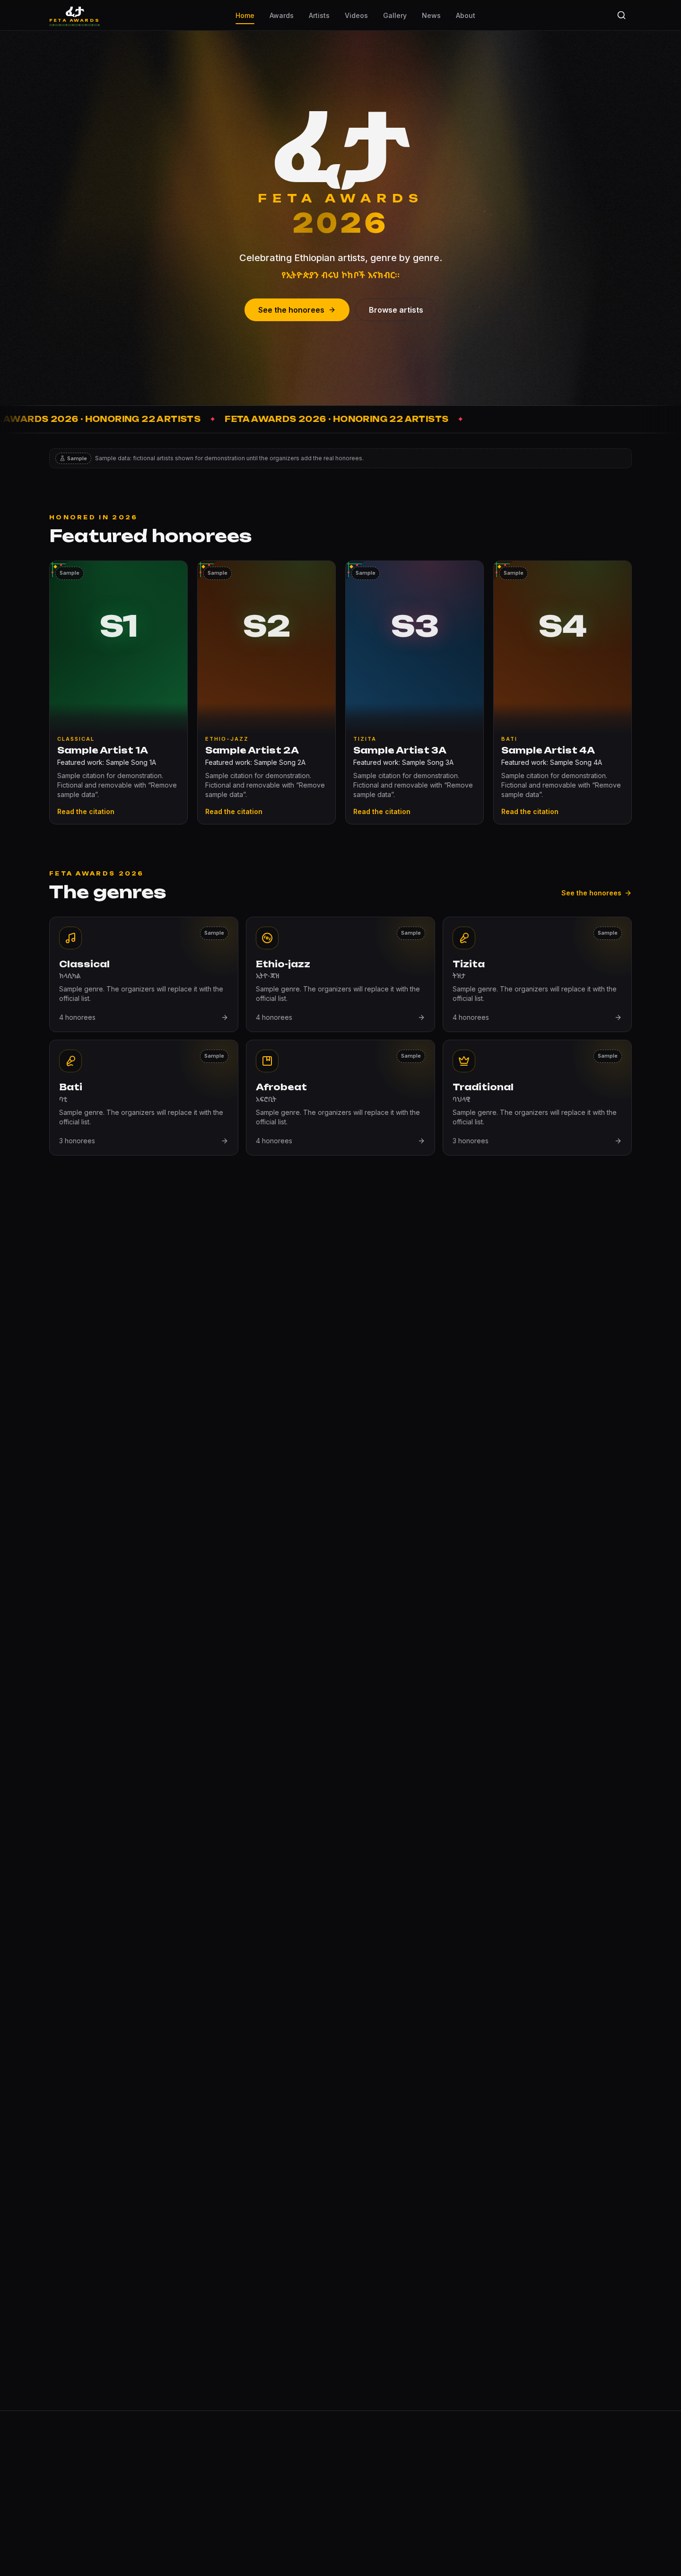 ፈታ
FETA AWARDS
Home Awards Artists Videos Gallery News About
ፈታ
FETA AWARDS
2026
Celebrating Ethiopian artists, genre by genre.
የኢትዮጵያን ብሩህ ኮከቦች እናክብር።
See the honorees Browse artists
AWARDS 2026 · HONORING 22 ARTISTS • FETA AWARDS 2026 · HONORING 22 ARTISTS •
Sample Sample data: fictional artists shown for demonstration until the organizers add the real honorees.
HONORED IN 2026
Featured honorees
Sample
S1
CLASSICAL
Sample Artist 1A
Featured work: Sample Song 1A
Sample citation for demonstration.
Fictional and removable with “Remove
sample data”.
Read the citation
Sample
S2
ETHIO-JAZZ
Sample Artist 2A
Featured work: Sample Song 2A
Sample citation for demonstration.
Fictional and removable with “Remove
sample data”.
Read the citation
Sample
S3
TIZITA
Sample Artist 3A
Featured work: Sample Song 3A
Sample citation for demonstration.
Fictional and removable with “Remove
sample data”.
Read the citation
Sample
S4
BATI
Sample Artist 4A
Featured work: Sample Song 4A
Sample citation for demonstration.
Fictional and removable with “Remove
sample data”.
Read the citation
FETA AWARDS 2026
The genres
See the honorees
Sample
Classical
ክላሲካል
Sample genre. The organizers will replace it with the
official list.
4 honorees
Sample
Ethio-jazz
ኢትዮ-ጃዝ
Sample genre. The organizers will replace it with the
official list.
4 honorees
Sample
Tizita
ትዝታ
Sample genre. The organizers will replace it with the
official list.
4 honorees
Sample
Bati
ባቲ
Sample genre. The organizers will replace it with the
official list.
3 honorees
Sample
Afrobeat
አፍሮቢት
Sample genre. The organizers will replace it with the
official list.
4 honorees
Sample
Traditional
ባህላዊ
Sample genre. The organizers will replace it with the
official list.
3 honorees